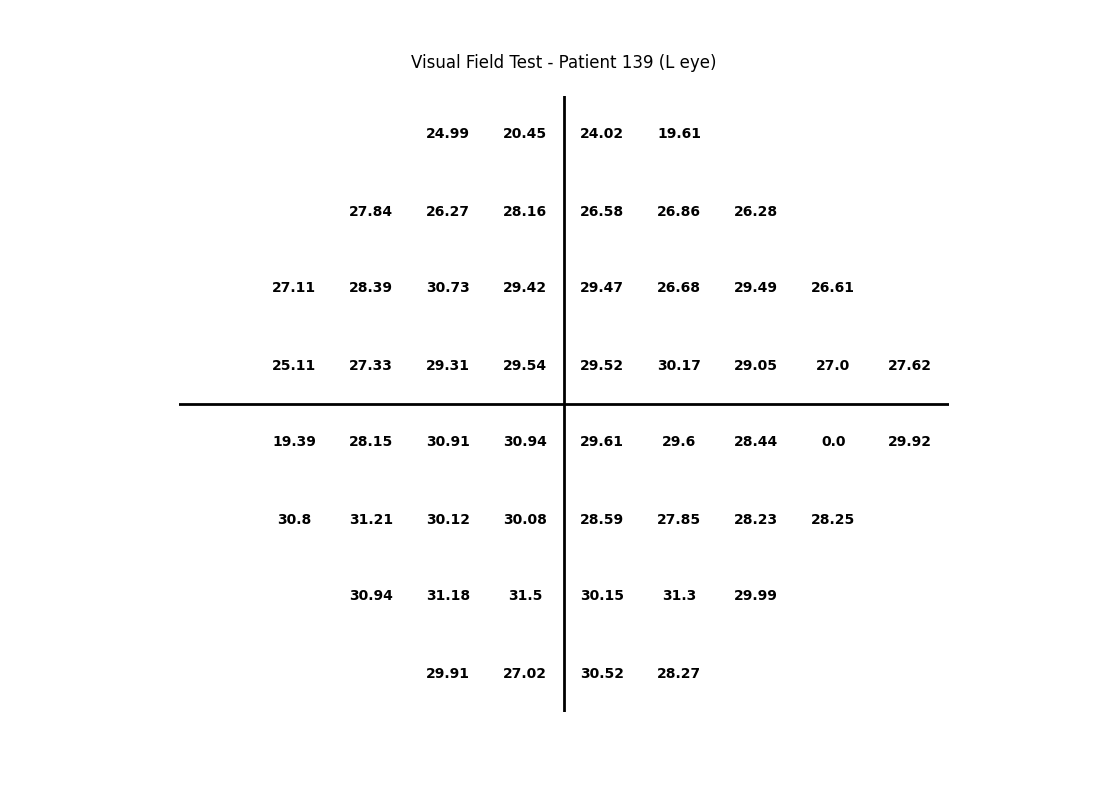 Visual Field Test - Patient 139 (L eye)
24.99 20.45 24.02 19.61
27.84 26.27 28.16 26.58 26.86 26.28
27.11 28.39 30.73 29.42 29.47 26.68 29.49 26.61
25.11 27.33 29.31 29.54 29.52 30.17 29.05 27.0 27.62
19.39 28.15 30.91 30.94 29.61 29.6 28.44 0.0 29.92
30.8 31.21 30.12 30.08 28.59 27.85 28.23 28.25
30.94 31.18 31.5 30.15 31.3 29.99
29.91 27.02 30.52 28.27